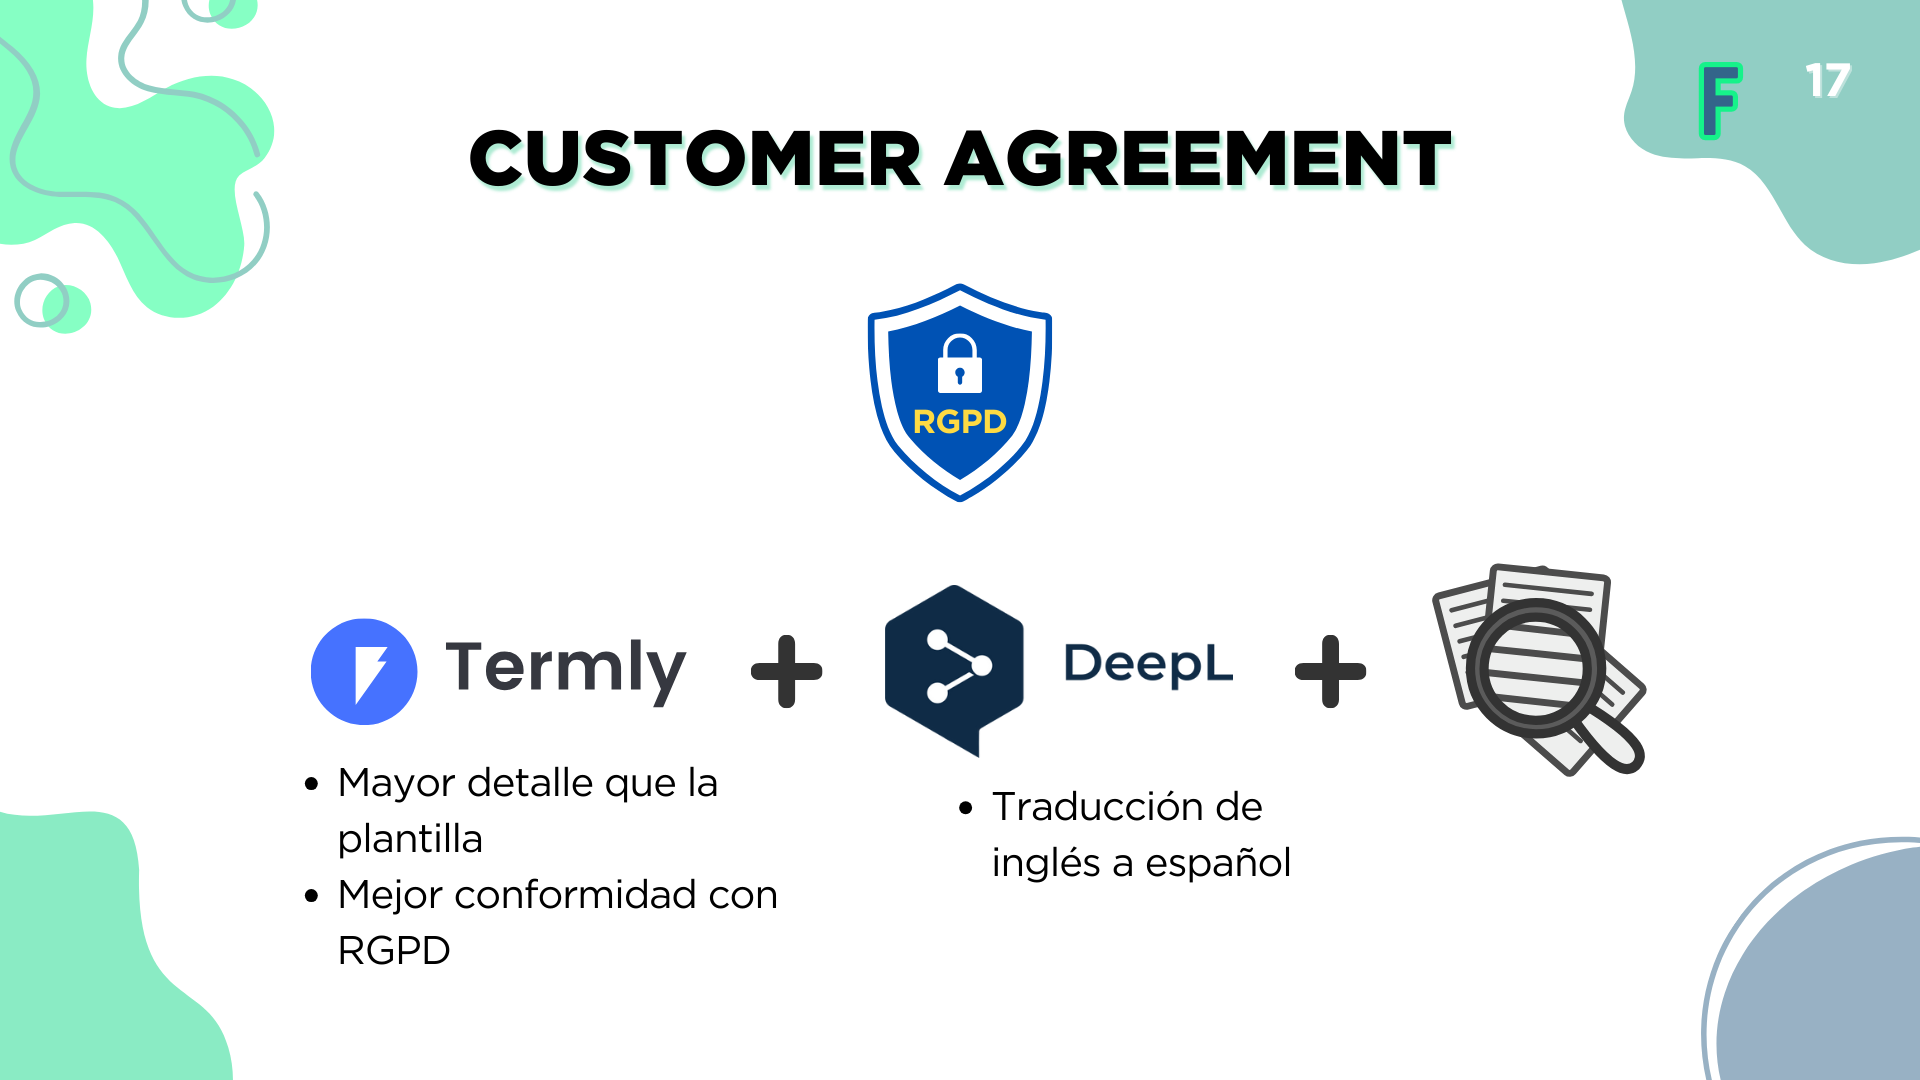 F
17
CUSTOMER AGREEMENT
RGPD
Termly
DeepL
• Mayor detalle que la
plantilla
• Mejor conformidad con
RGPD
• Traducción de
inglés a español